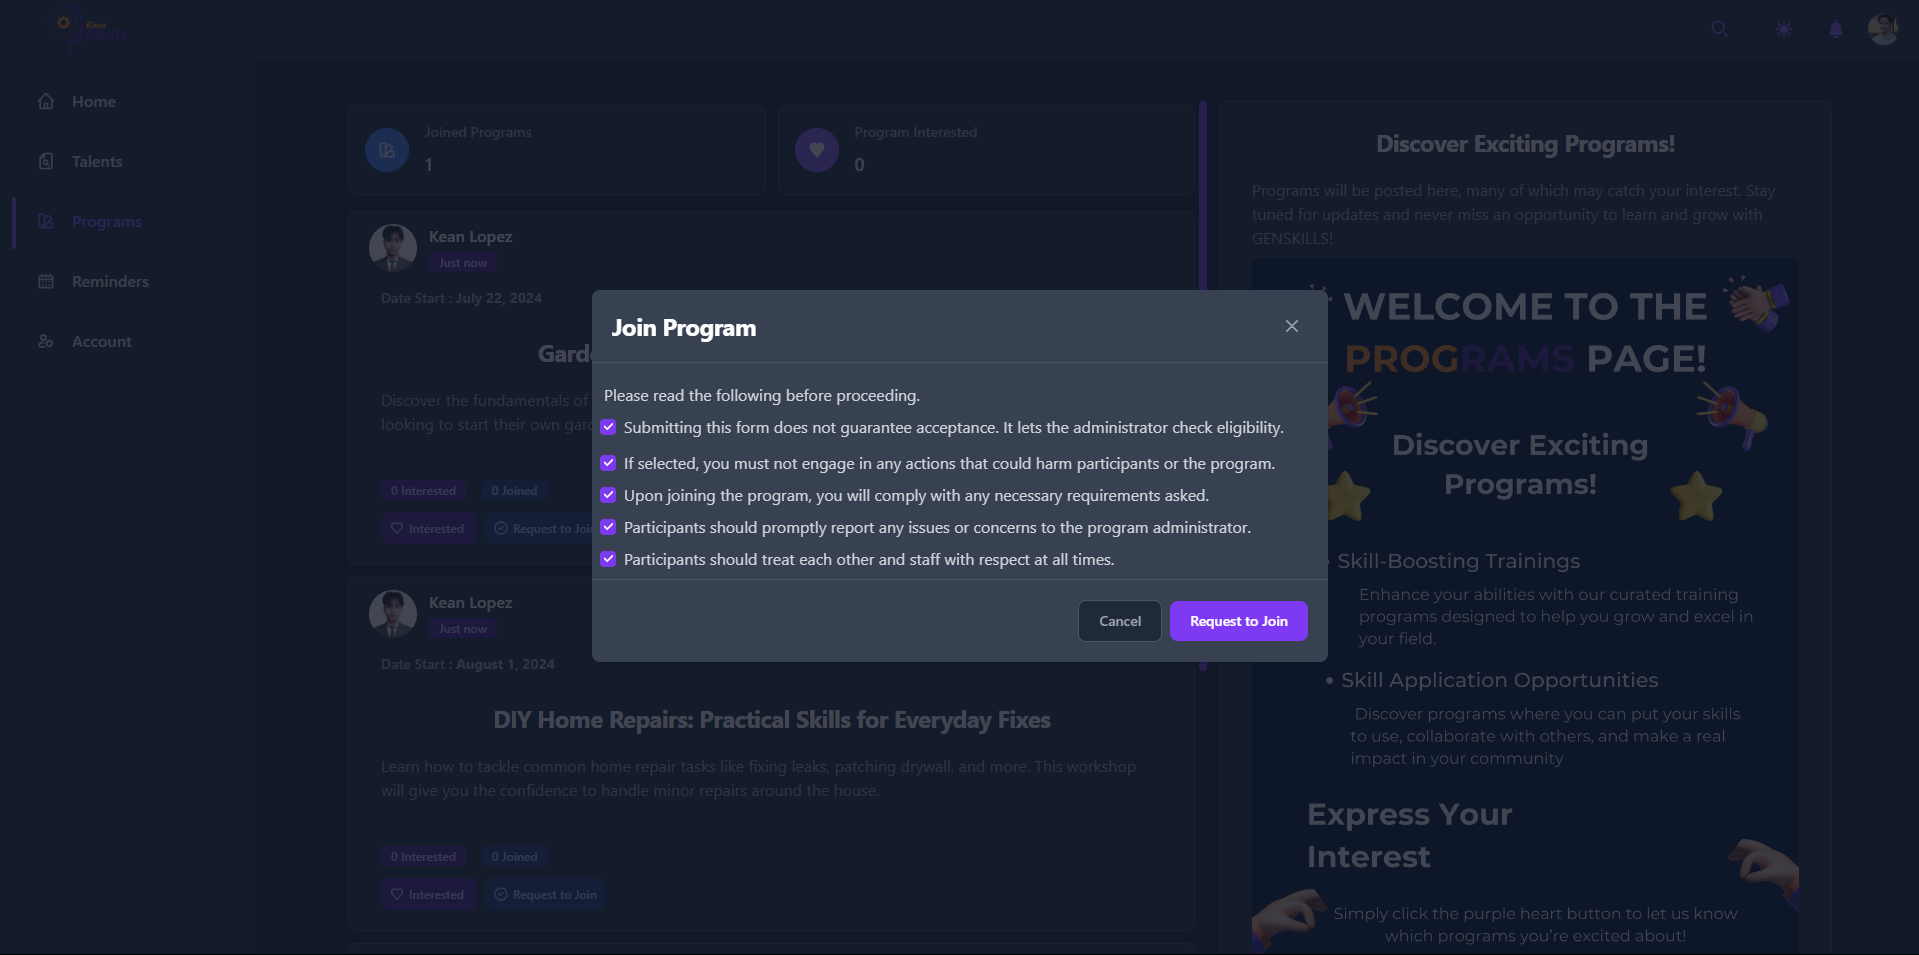 Gen
Skills
Home
Talents
Programs
Reminders
Account
Joined Programs
1
Program Interested
0
Kean Lopez
Just now
Date Start : July 22, 2024
Garde
Discover the fundamentals of
looking to start their own gard
0 Interested
0 Joined
Interested
Request to Join
Kean Lopez
Just now
Date Start : August 1, 2024
DIY Home Repairs: Practical Skills for Everyday Fixes
Learn how to tackle common home repair tasks like fixing leaks, patching drywall, and more. This workshop
will give you the confidence to handle minor repairs around the house.
0 Interested
0 Joined
Interested
Request to Join
Join Program
Please read the following before proceeding.
Submitting this form does not guarantee acceptance. It lets the administrator check eligibility.
If selected, you must not engage in any actions that could harm participants or the program.
Upon joining the program, you will comply with any necessary requirements asked.
Participants should promptly report any issues or concerns to the program administrator.
Participants should treat each other and staff with respect at all times.
Cancel
Request to Join
Discover Exciting Programs!
Programs will be posted here, many of which may catch your interest. Stay
tuned for updates and never miss an opportunity to learn and grow with
GENSKILLS!
WELCOME TO THE
PROGRAMS PAGE!
Discover Exciting
Programs!
• Skill-Boosting Trainings
Enhance your abilities with our curated training
programs designed to help you grow and excel in
your field.
• Skill Application Opportunities
Discover programs where you can put your skills
to use, collaborate with others, and make a real
impact in your community
Express Your
Interest
Simply click the purple heart button to let us know
which programs you're excited about!